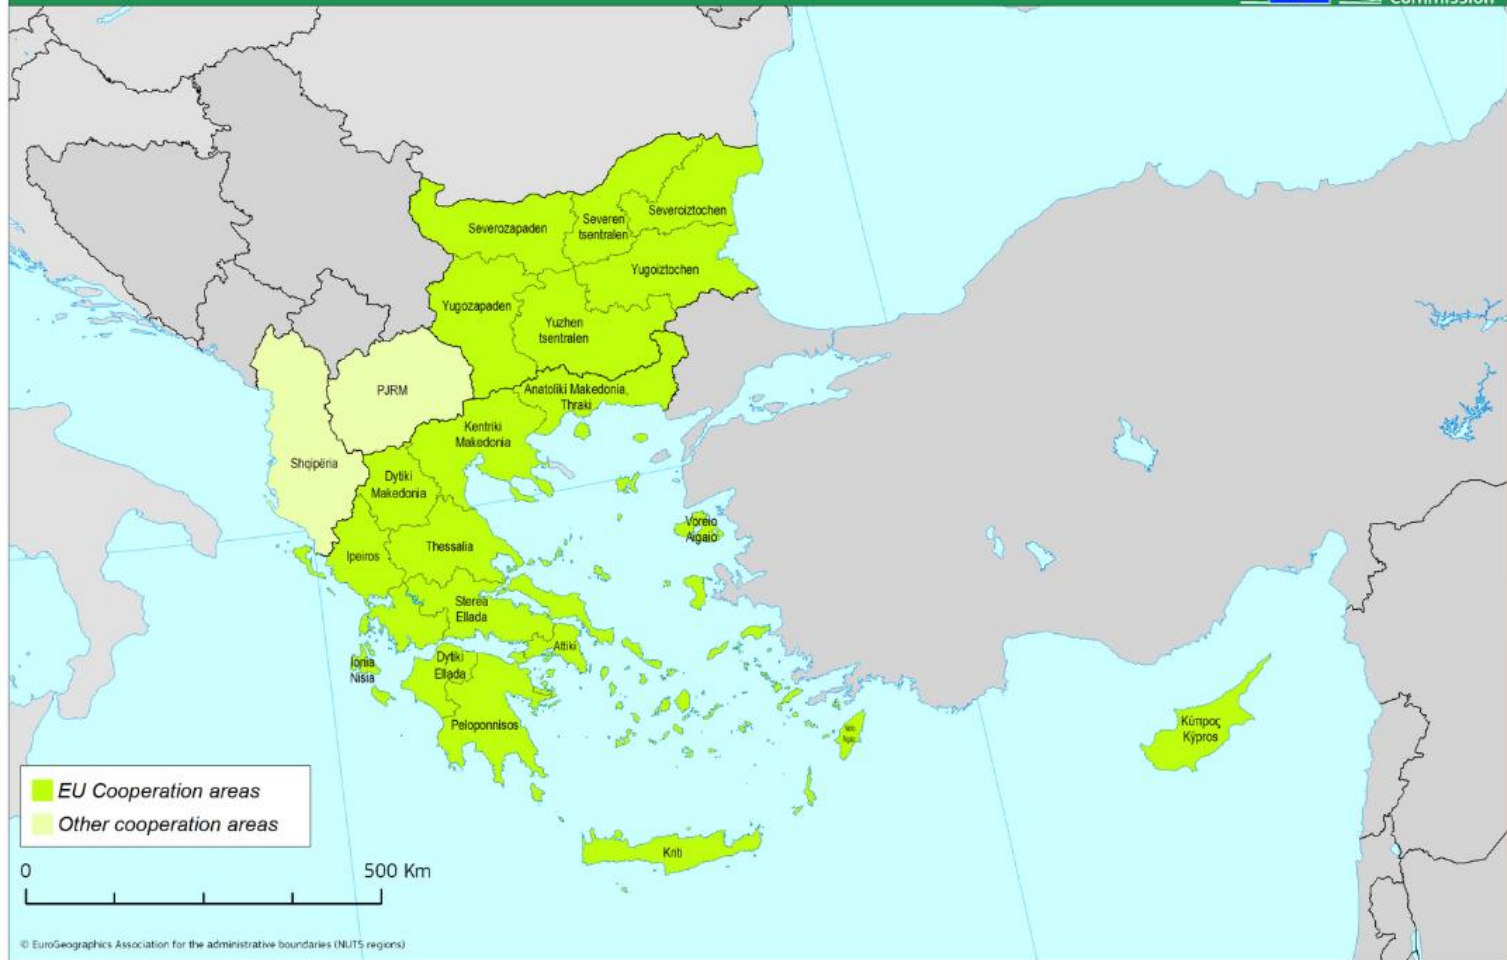 Commission
Severozapaden
Severen
tsentralen
Severoiztochen
Yugoiztochen
Yugozapaden
Yuzhen
tsentralen
PJRM
Anatoliki Makedonia,
Thraki
Kentriki
Makedonia
Shqipëria
Dytiki
Makedonia
Voreio
Aigaio
Ipeiros
Thessalia
Sterea
Ellada
Attiki
Ionia
Nisia
Dytiki
Ellada
Peloponnisos
Κύπρος
Kýpros
Kriti
EU Cooperation areas
Other cooperation areas
0 500 Km
© EuroGeographics Association for the administrative boundaries (NUTS regions)